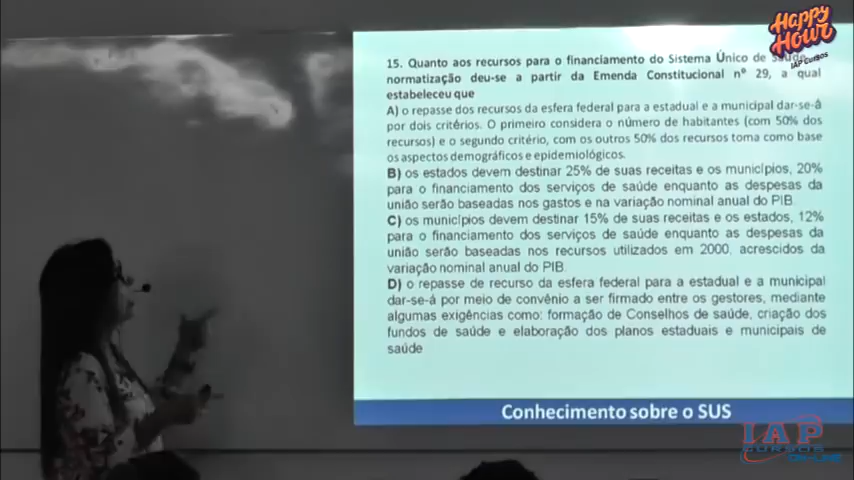 HAPPY
HOUR
IAP CURSOS
15. Quanto aos recursos para o financiamento do Sistema Único de Saúde
normatização deu-se a partir da Emenda Constitucional nº 29, a qual
estabeleceu que
A) o repasse dos recursos da esfera federal para a estadual e a municipal dar-se-á
por dois critérios. O primeiro considera o número de habitantes (com 50% dos
recursos) e o segundo critério, com os outros 50% dos recursos toma como base
os aspectos demográficos e epidemiológicos.
B) os estados devem destinar 25% de suas receitas e os municípios, 20%
para o financiamento dos serviços de saúde enquanto as despesas da
união serão baseadas nos gastos e na variação nominal anual do PIB.
C) os municípios devem destinar 15% de suas receitas e os estados, 12%
para o financiamento dos serviços de saúde enquanto as despesas da
união serão baseadas nos recursos utilizados em 2000, acrescidos da
variação nominal anual do PIB.
D) o repasse de recurso da esfera federal para a estadual e a municipal
dar-se-á por meio de convênio a ser firmado entre os gestores, mediante
algumas exigências como: formação de Conselhos de saúde, criação dos
fundos de saúde e elaboração dos planos estaduais e municipais de
saúde
Conhecimento sobre o SUS
IAP
CURSOS
ON-LINE